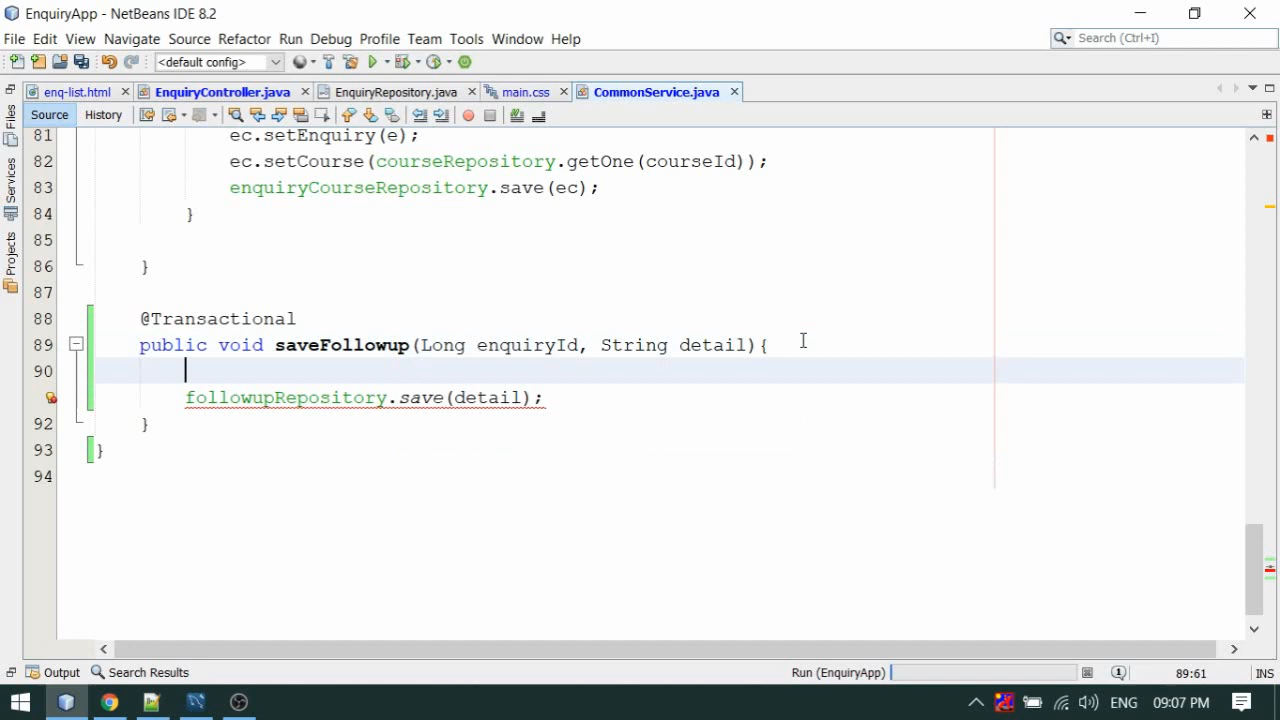 EnquiryApp - NetBeans IDE 8.2
File Edit View Navigate Source Refactor Run Debug Profile Team Tools Window Help
Search (Ctrl+I)
<default config>
enq-list.html EnquiryController.java EnquiryRepository.java main.css CommonService.java
Source History
81 ec.setEnquiry(e);
82 ec.setCourse(courseRepository.getOne(courseId));
83 enquiryCourseRepository.save(ec);
84 }
85
86 }
87
88 @Transactional
89 public void saveFollowup(Long enquiryId, String detail){
90
followupRepository.save(detail);
92 }
93 }
94
Files
Services
Projects
Output Search Results Run (EnquiryApp) 1 89:61 INS
ENG 09:07 PM